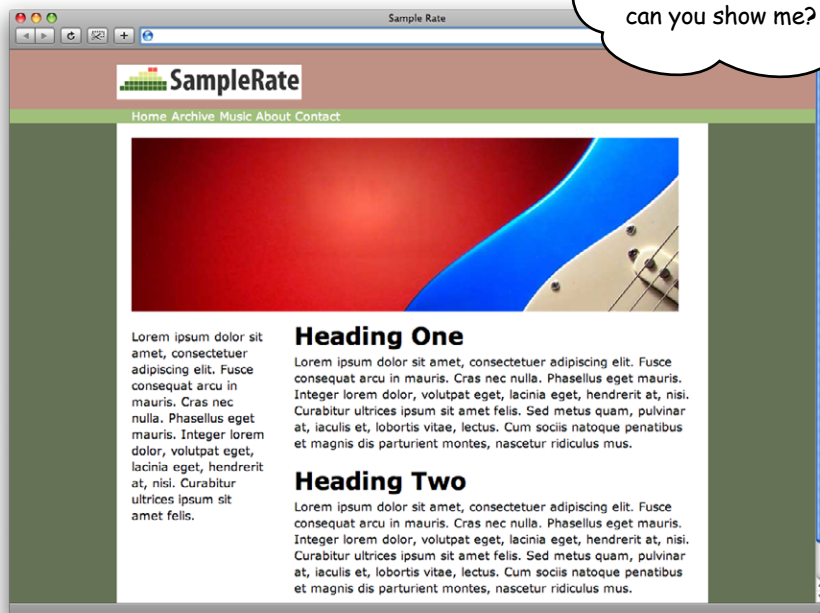 Sample Rate
can you show me?
SampleRate
Home Archive Music About Contact
Lorem ipsum dolor sit
amet, consectetuer
adipiscing elit. Fusce
consequat arcu in
mauris. Cras nec
nulla. Phasellus eget
mauris. Integer lorem
dolor, volutpat eget,
lacinia eget, hendrerit
at, nisi. Curabitur
ultrices ipsum sit
amet felis.
Heading One
Lorem ipsum dolor sit amet, consectetuer adipiscing elit. Fusce
consequat arcu in mauris. Cras nec nulla. Phasellus eget mauris.
Integer lorem dolor, volutpat eget, lacinia eget, hendrerit at, nisi.
Curabitur ultrices ipsum sit amet felis. Sed metus quam, pulvinar
at, iaculis et, lobortis vitae, lectus. Cum sociis natoque penatibus
et magnis dis parturient montes, nascetur ridiculus mus.
Heading Two
Lorem ipsum dolor sit amet, consectetuer adipiscing elit. Fusce
consequat arcu in mauris. Cras nec nulla. Phasellus eget mauris.
Integer lorem dolor, volutpat eget, lacinia eget, hendrerit at, nisi.
Curabitur ultrices ipsum sit amet felis. Sed metus quam, pulvinar
at, iaculis et, lobortis vitae, lectus. Cum sociis natoque penatibus
et magnis dis parturient montes, nascetur ridiculus mus.